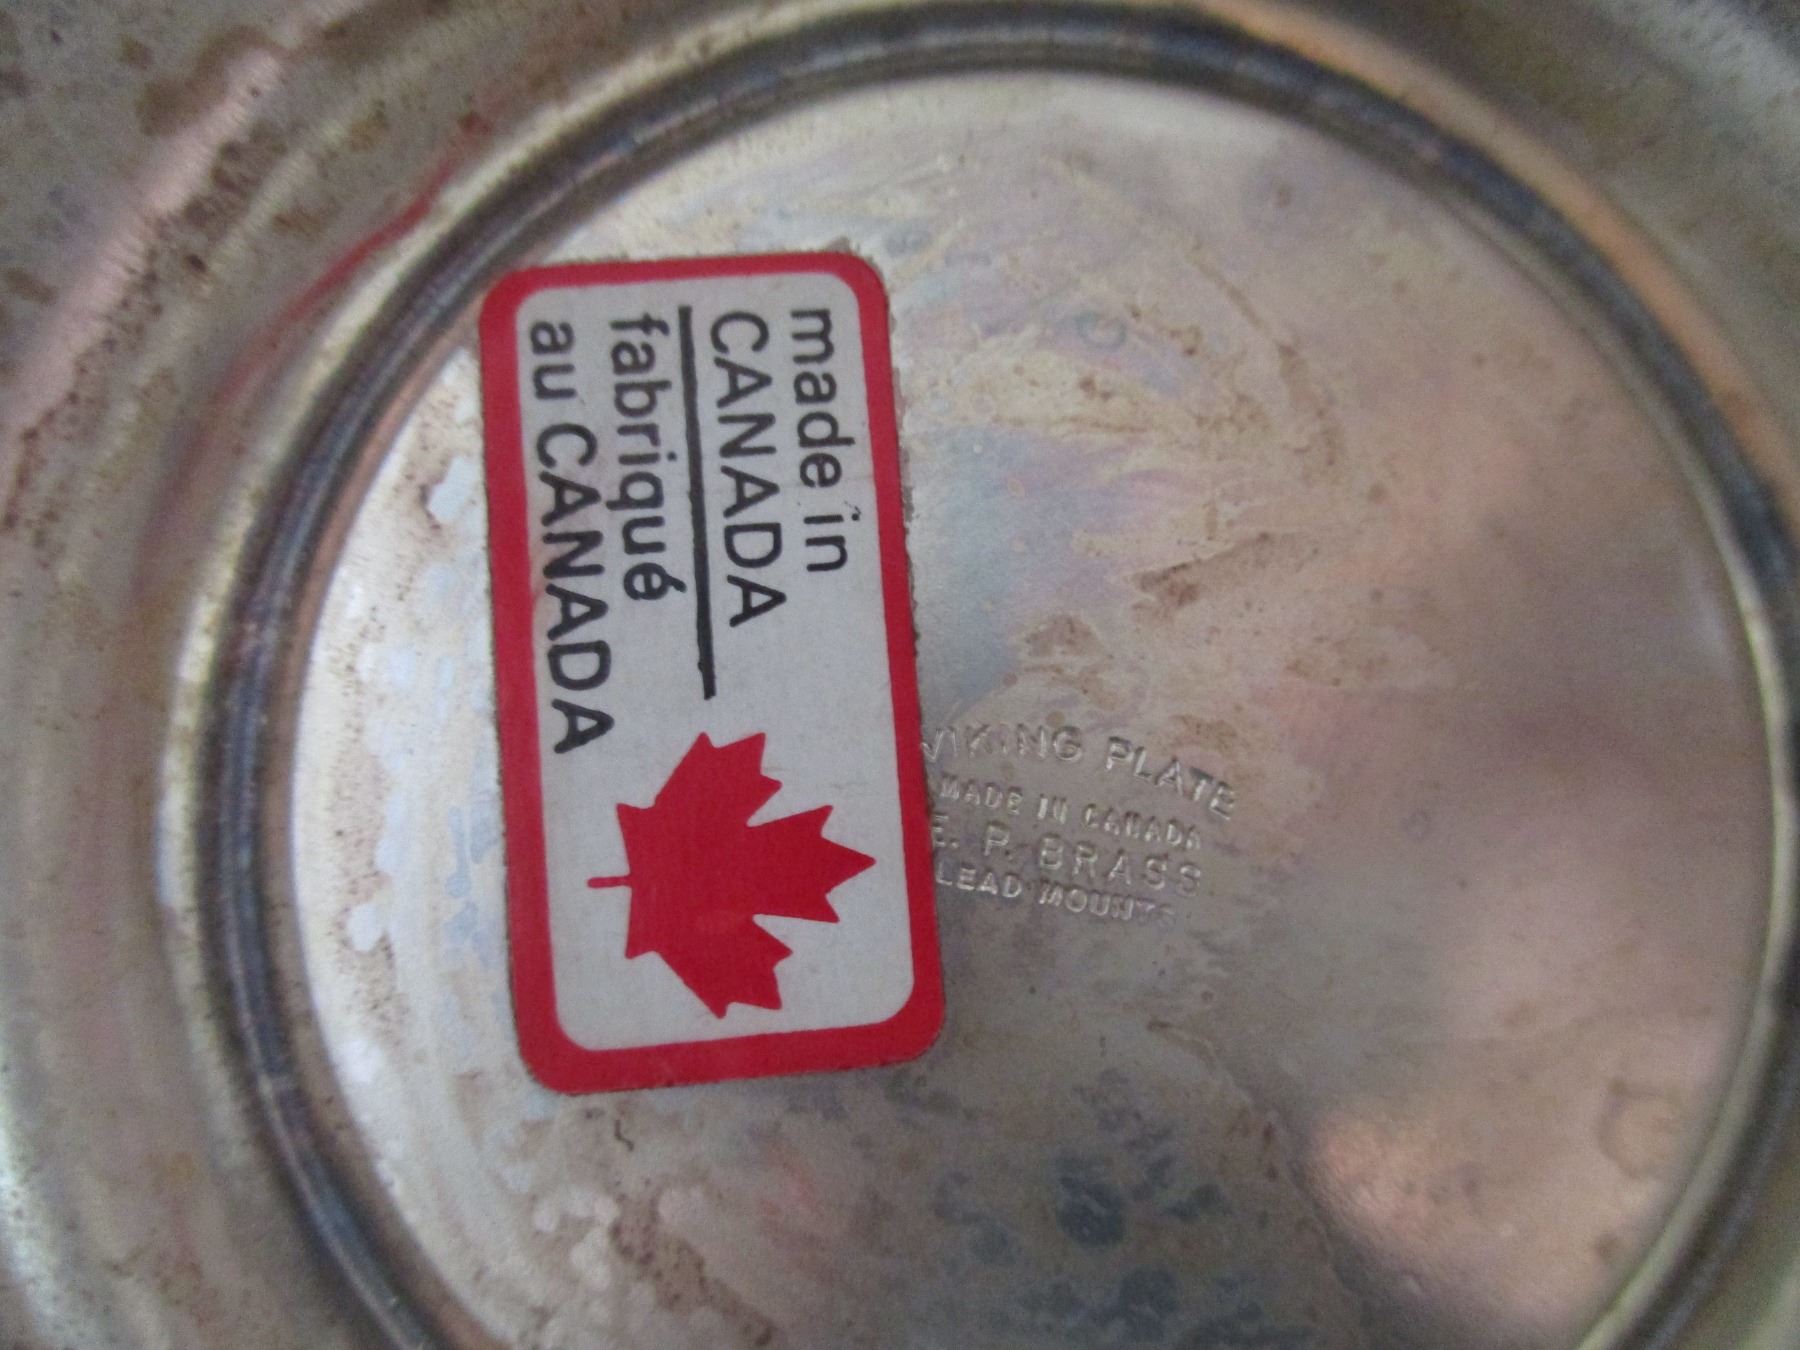 made in
CANADA
fabriqué
au CANADA
VIKING PLATE
MADE IN CANADA
E. P. BRASS
LEAD MOUNTS